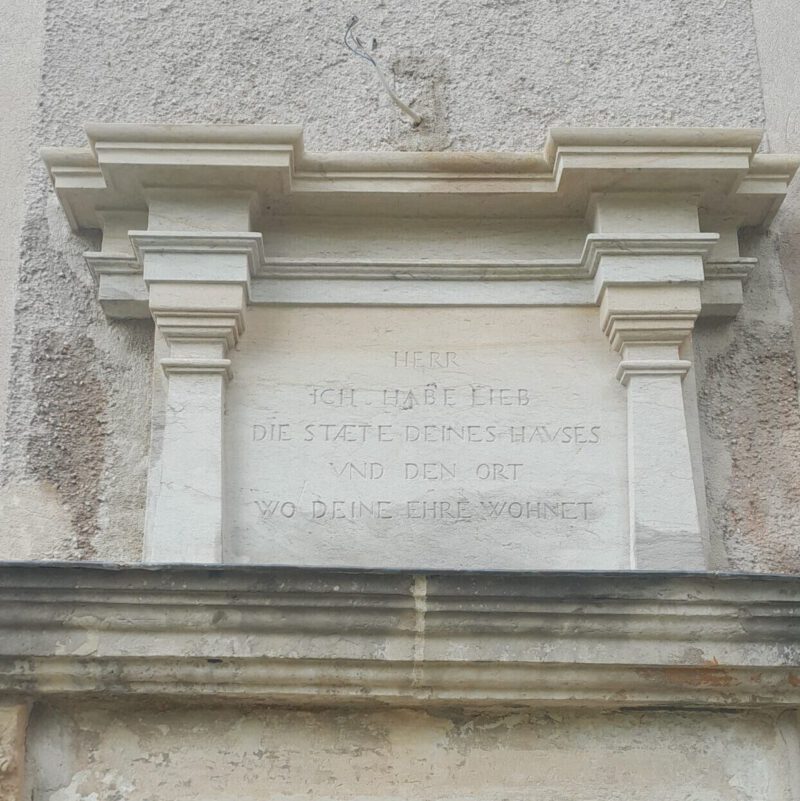 HERR
ICH HABE LIEB
DIE STÆTE DEINES HAVSES
VND DEN ORT
WO DEINE EHRE WOHNET